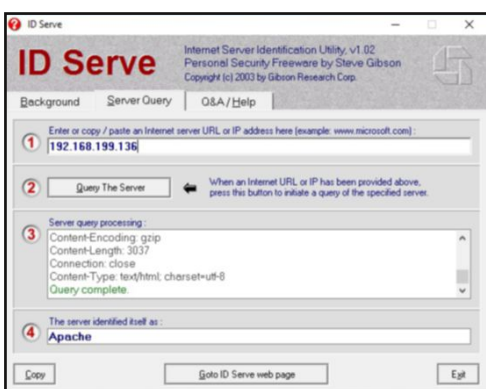 ID Serve
ID Serve
Internet Server Identification Utility, v1.02
Personal Security Freeware by Steve Gibson
Copyright (c) 2003 by Gibson Research Corp.
Background
Server Query
Q&A/Help
1
Enter or copy / paste an Internet server URL or IP address here (example: www.microsoft.com) :
192.168.199.136
2
Query The Server
When an Internet URL or IP has been provided above,
press this button to initiate a query of the specified server.
3
Server query processing :
Content-Encoding: gzip
Content-Length: 3037
Connection: close
Content-Type: text/html; charset=utf-8
Query complete.
4
The server identified itself as :
Apache
Copy
Goto ID Serve web page
Exit